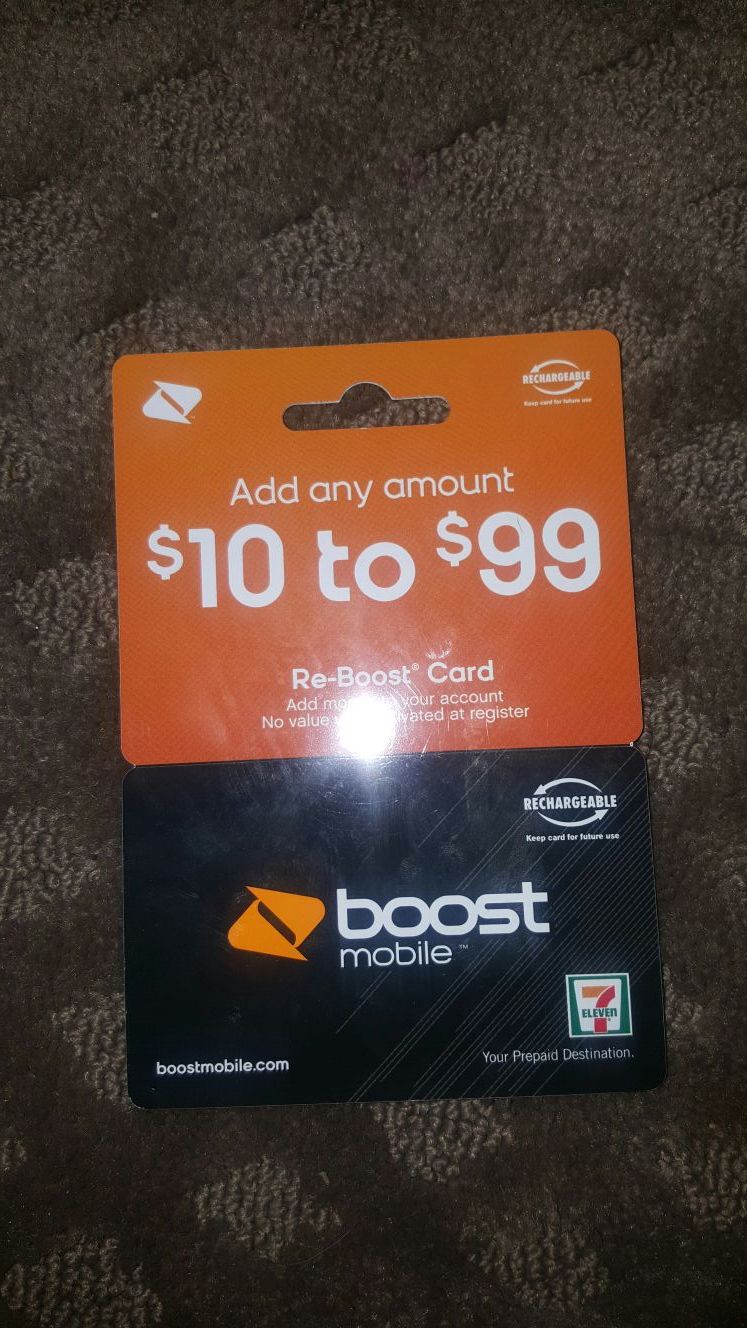 RECHARGEABLE
Keep card for future use
Add any amount
$10 to $99
Re-Boost® Card
Add your account
No value at register
RECHARGEABLE
Keep card for future use
boost
mobile™
7
ELEVEn
boostmobile.com
Your Prepaid Destination.